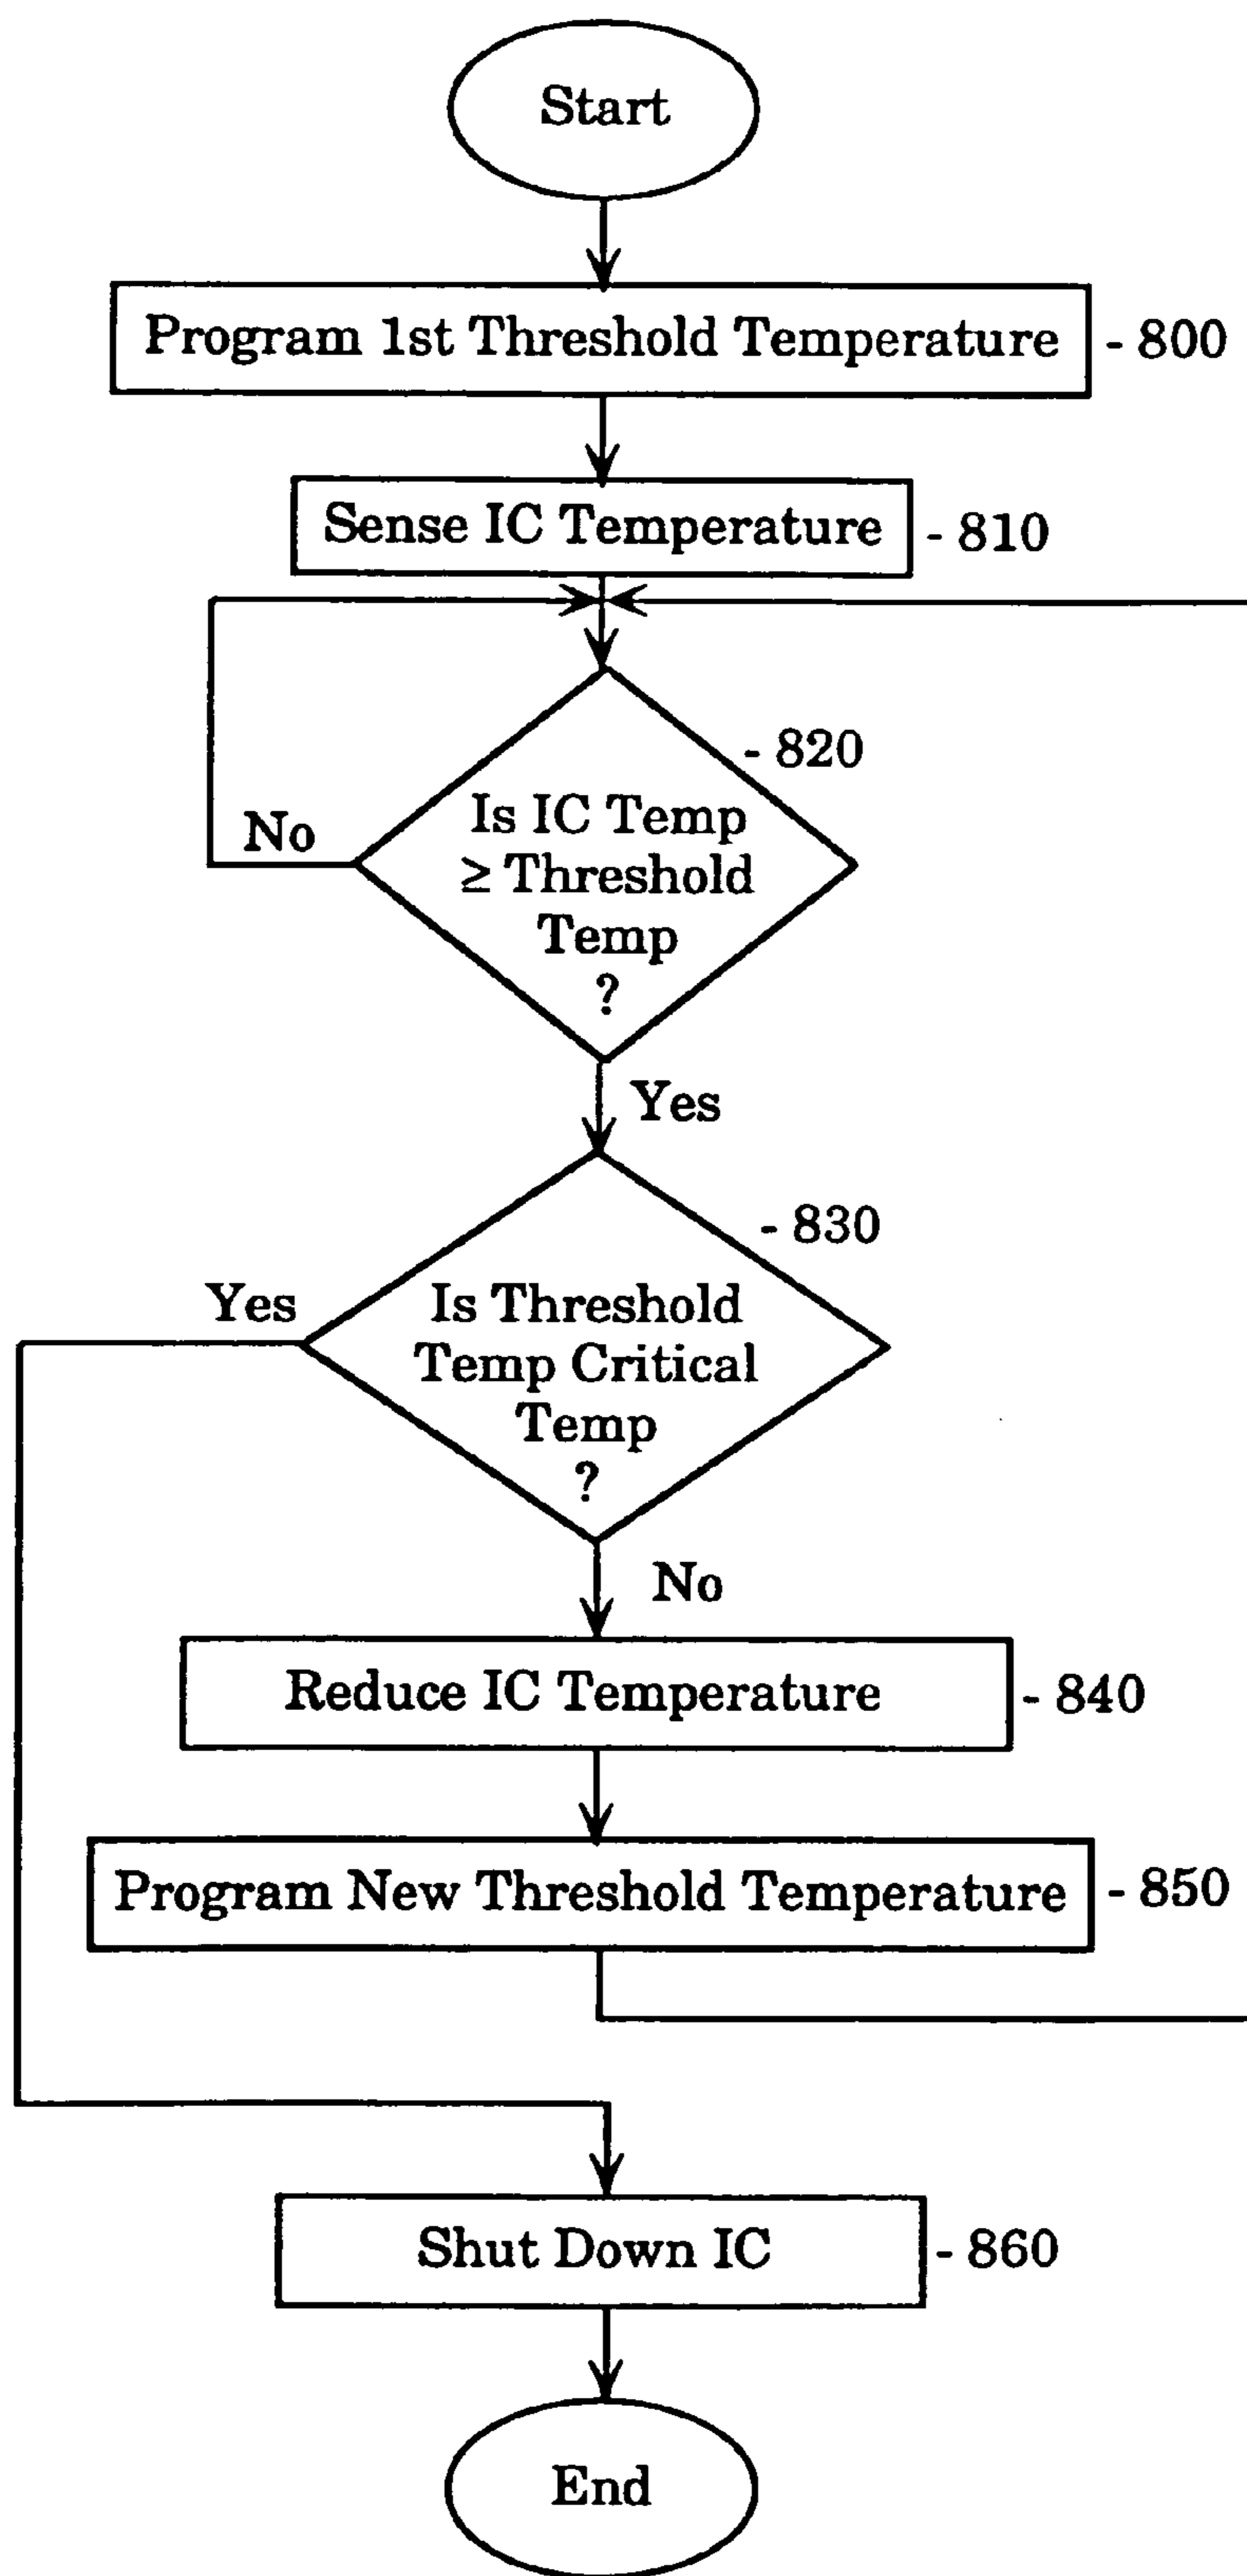 Start
Program 1st Threshold Temperature - 800
Sense IC Temperature - 810
- 820
Is IC Temp
≥ Threshold
Temp
?
No
Yes
- 830
Yes
Is Threshold
Temp Critical
Temp
?
No
Reduce IC Temperature - 840
Program New Threshold Temperature - 850
Shut Down IC - 860
End